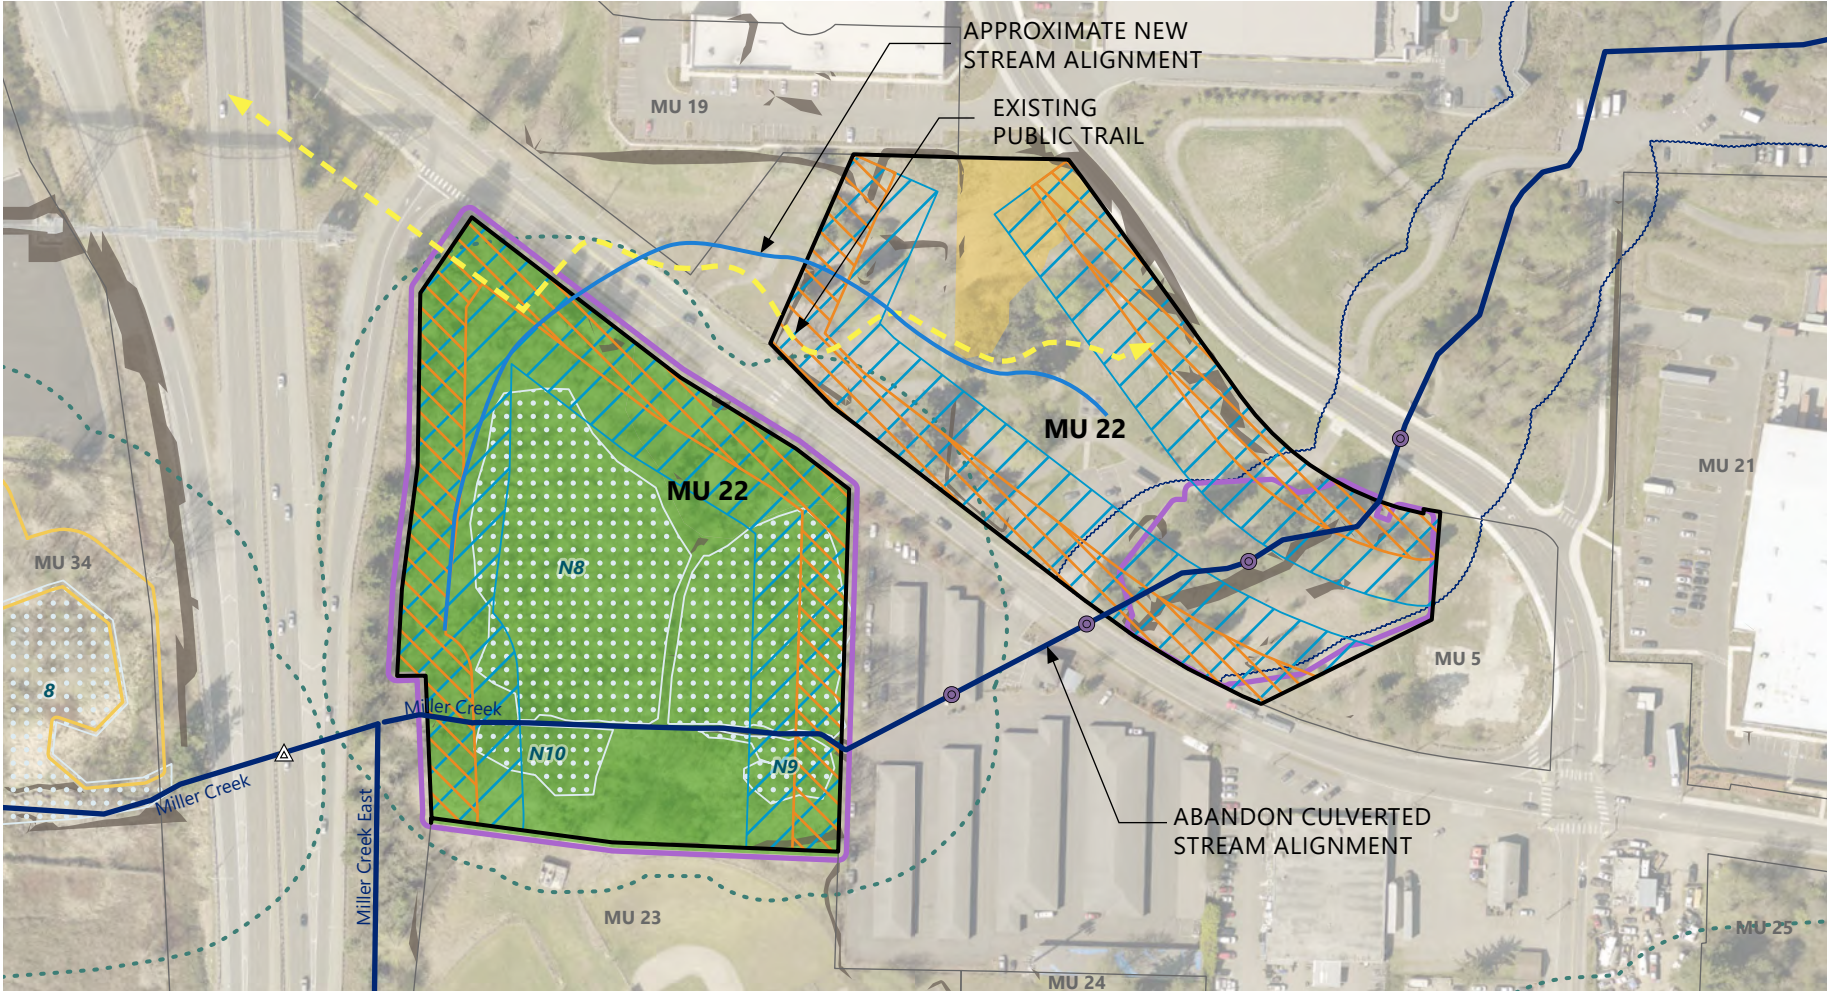 APPROXIMATE NEW
STREAM ALIGNMENT
MU 19
EXISTING
PUBLIC TRAIL
MU 22
MU 21
MU 22
MU 34
N8
MU 5
8
Miller Creek
N10
N9
Miller Creek
Miller Creek East
ABANDON CULVERTED
STREAM ALIGNMENT
MU 23
MU 25
MU 24